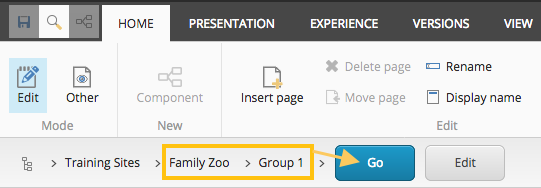 HOME PRESENTATION EXPERIENCE VERSIONS VIEW
Edit Other Component Insert page Delete page Rename
Move page Display name
Mode New Edit
Training Sites Family Zoo Group 1 Go Edit